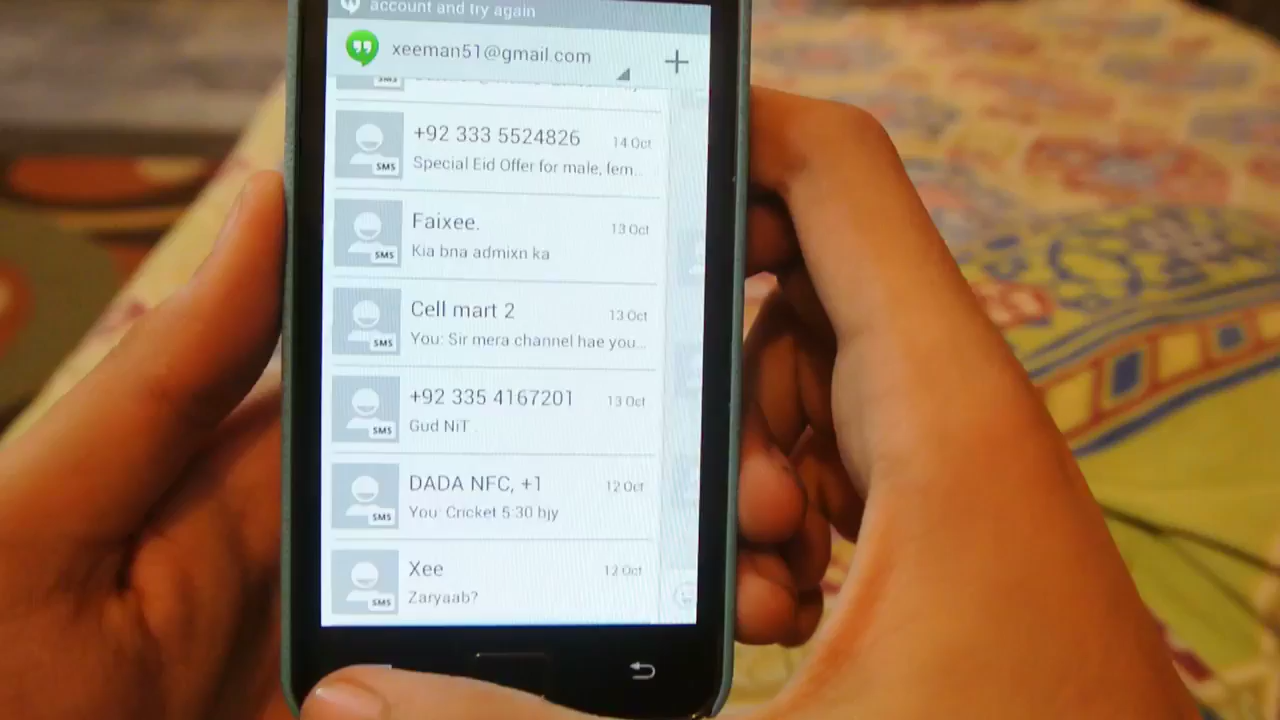 account and try again
xeeman51@gmail.com
SMS
+92 333 5524826 14 Oct
Special Eid Offer for male, fem..
SMS
Faixee. 13 Oct
Kia bna admixn ka
SMS
Cell mart 2 13 Oct
You: Sir mera channel hae you...
SMS
+92 335 4167201 13 Oct
Gud NiT .
SMS
DADA NFC, +1 12 Oct
You: Cricket 5:30 hjy
SMS
Xee 12 Oct
Zaryaab?
SMS